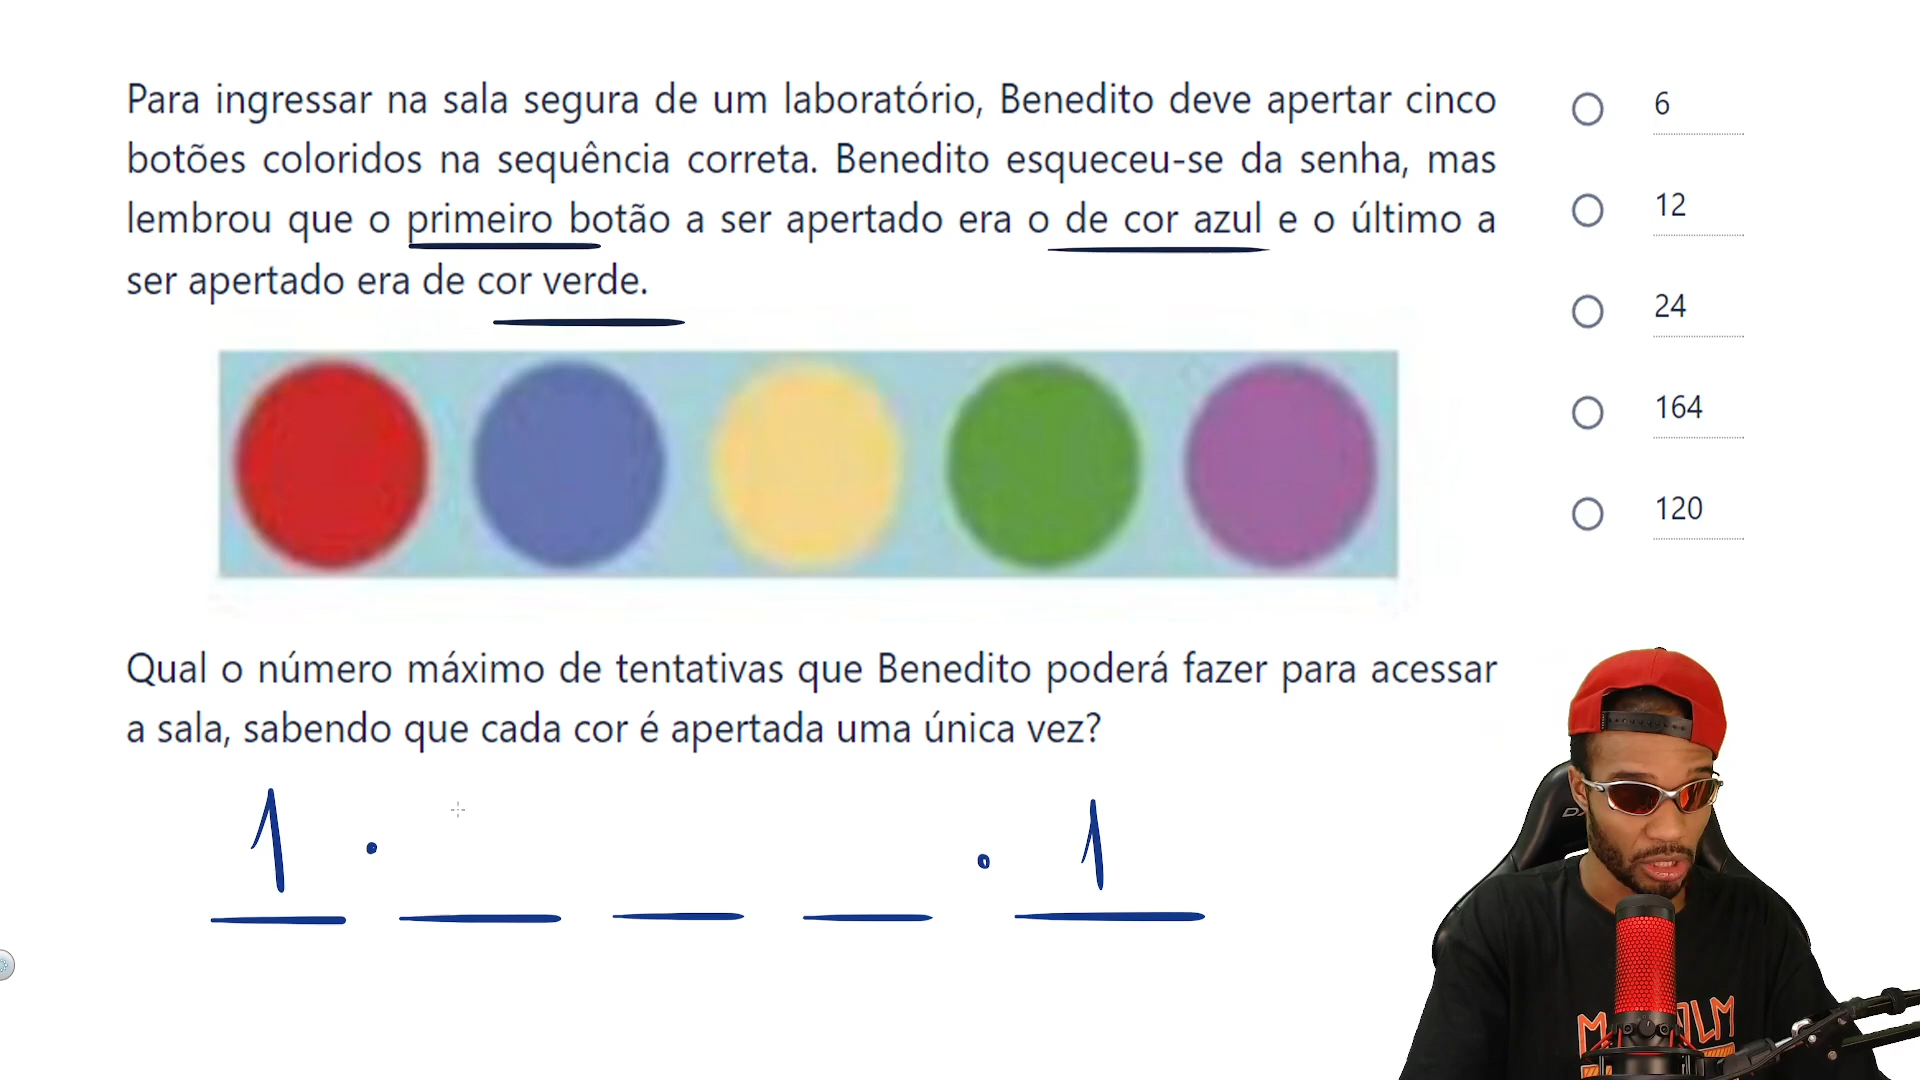 Para ingressar na sala segura de um laboratório, Benedito deve apertar cinco
botões coloridos na sequência correta. Benedito esqueceu-se da senha, mas
lembrou que o primeiro botão a ser apertado era o de cor azul e o último a
ser apertado era de cor verde.
6
12
24
164
120
Qual o número máximo de tentativas que Benedito poderá fazer para acessar
a sala, sabendo que cada cor é apertada uma única vez?
1 · · 1